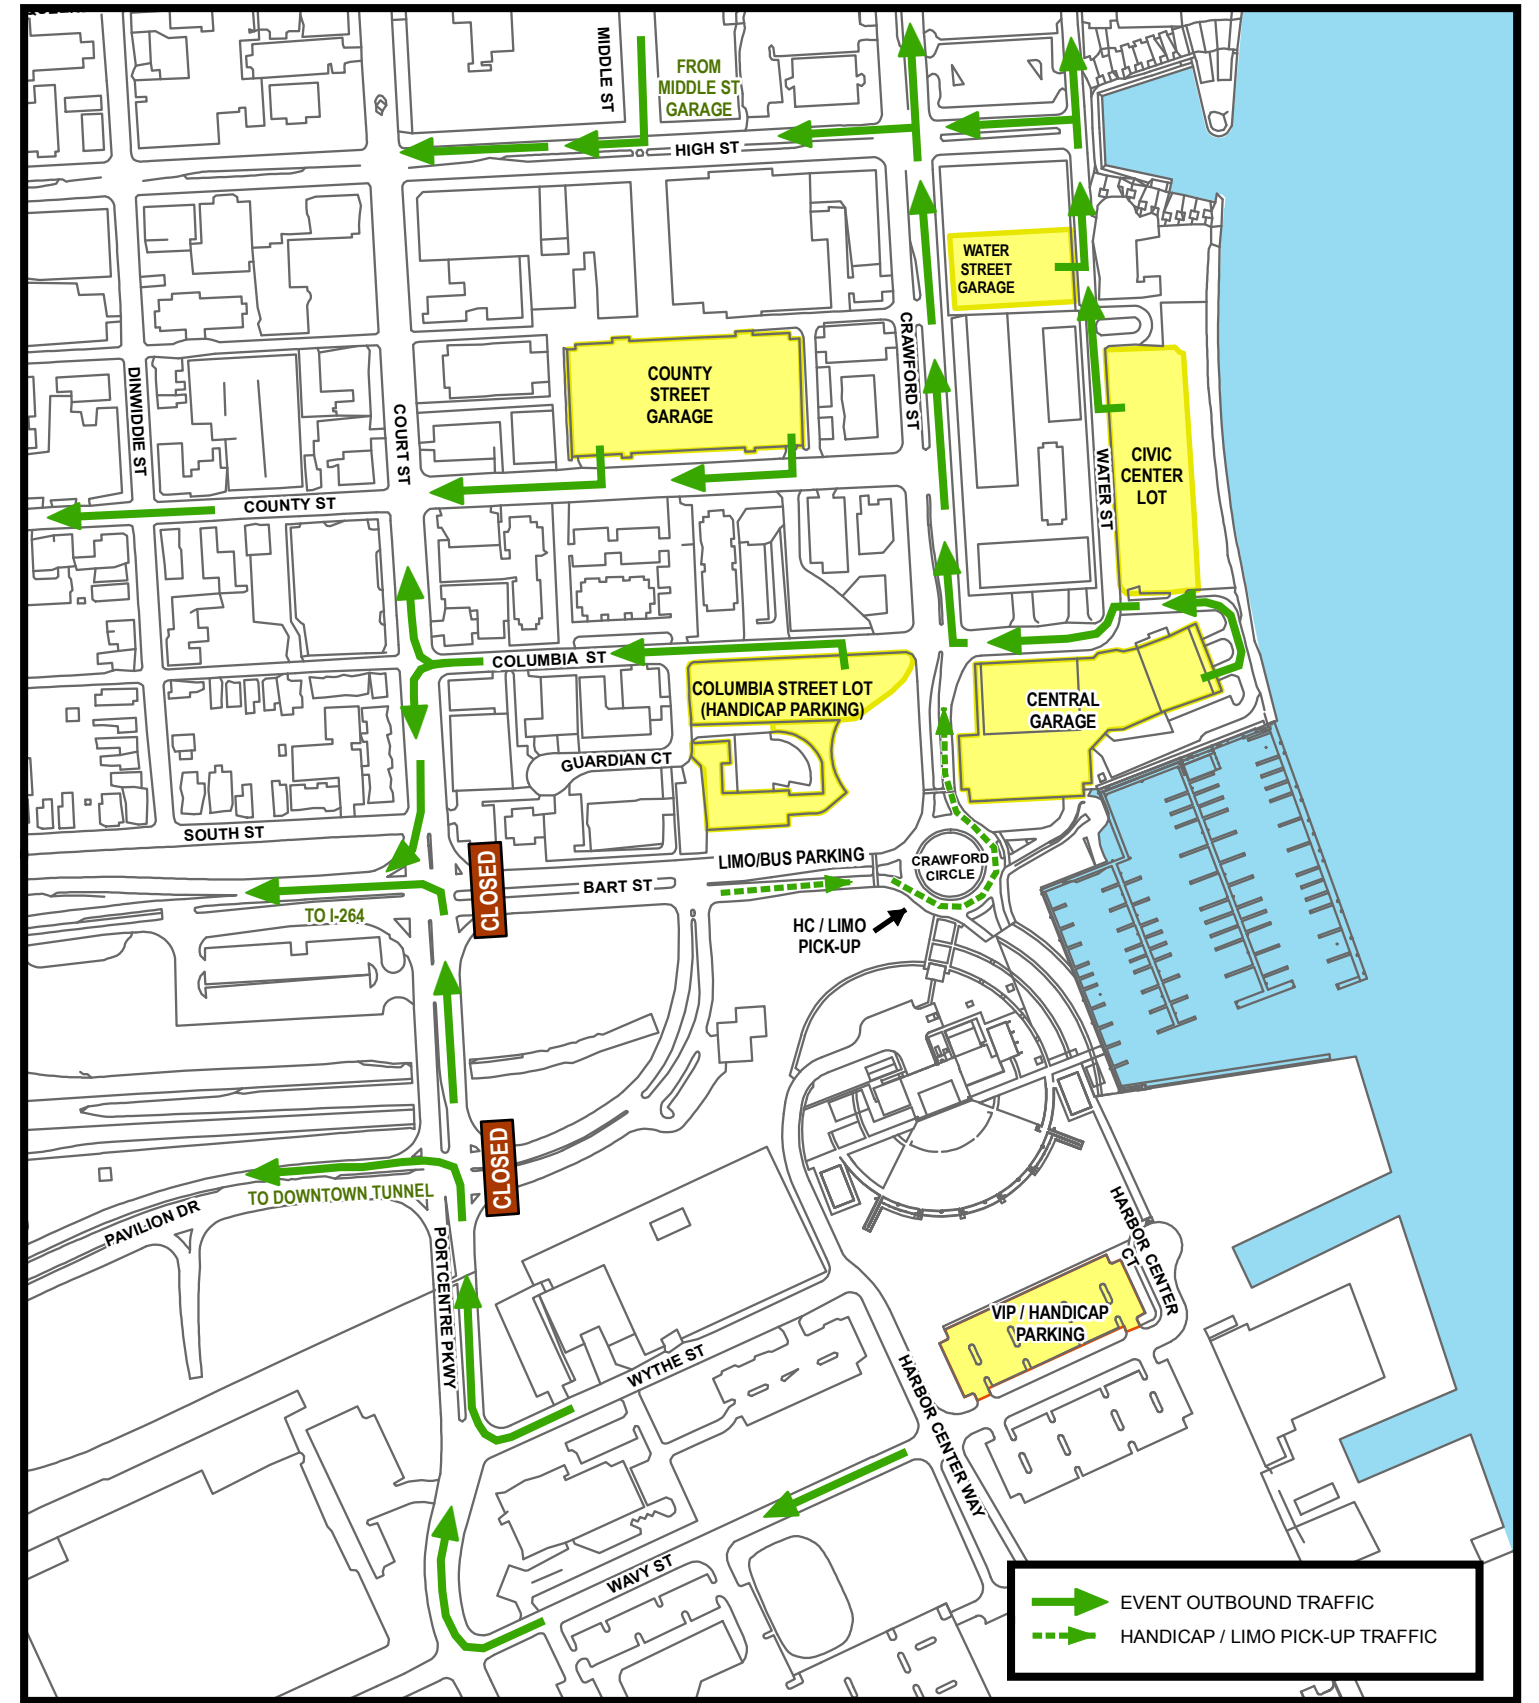 MIDDLE ST
FROM
MIDDLE ST
GARAGE
HIGH ST
WATER
STREET
GARAGE
CRAWFORD ST
COUNTY
STREET
GARAGE
DINWIDDIE ST
COURT ST
CIVIC
CENTER
LOT
WATER ST
COUNTY ST
COLUMBIA ST
COLUMBIA STREET LOT
(HANDICAP PARKING)
CENTRAL
GARAGE
GUARDIAN CT
SOUTH ST
LIMO/BUS PARKING
CRAWFORD
CIRCLE
BART ST
CLOSED
TO I-264
HC / LIMO
PICK-UP
CLOSED
TO DOWNTOWN TUNNEL
PAVILION DR
PORTCENTRE PKWY
HARBOR CENTER
CT
VIP / HANDICAP
PARKING
WYTHE ST
HARBOR CENTER WAY
WAVY ST
EVENT OUTBOUND TRAFFIC
HANDICAP / LIMO PICK-UP TRAFFIC